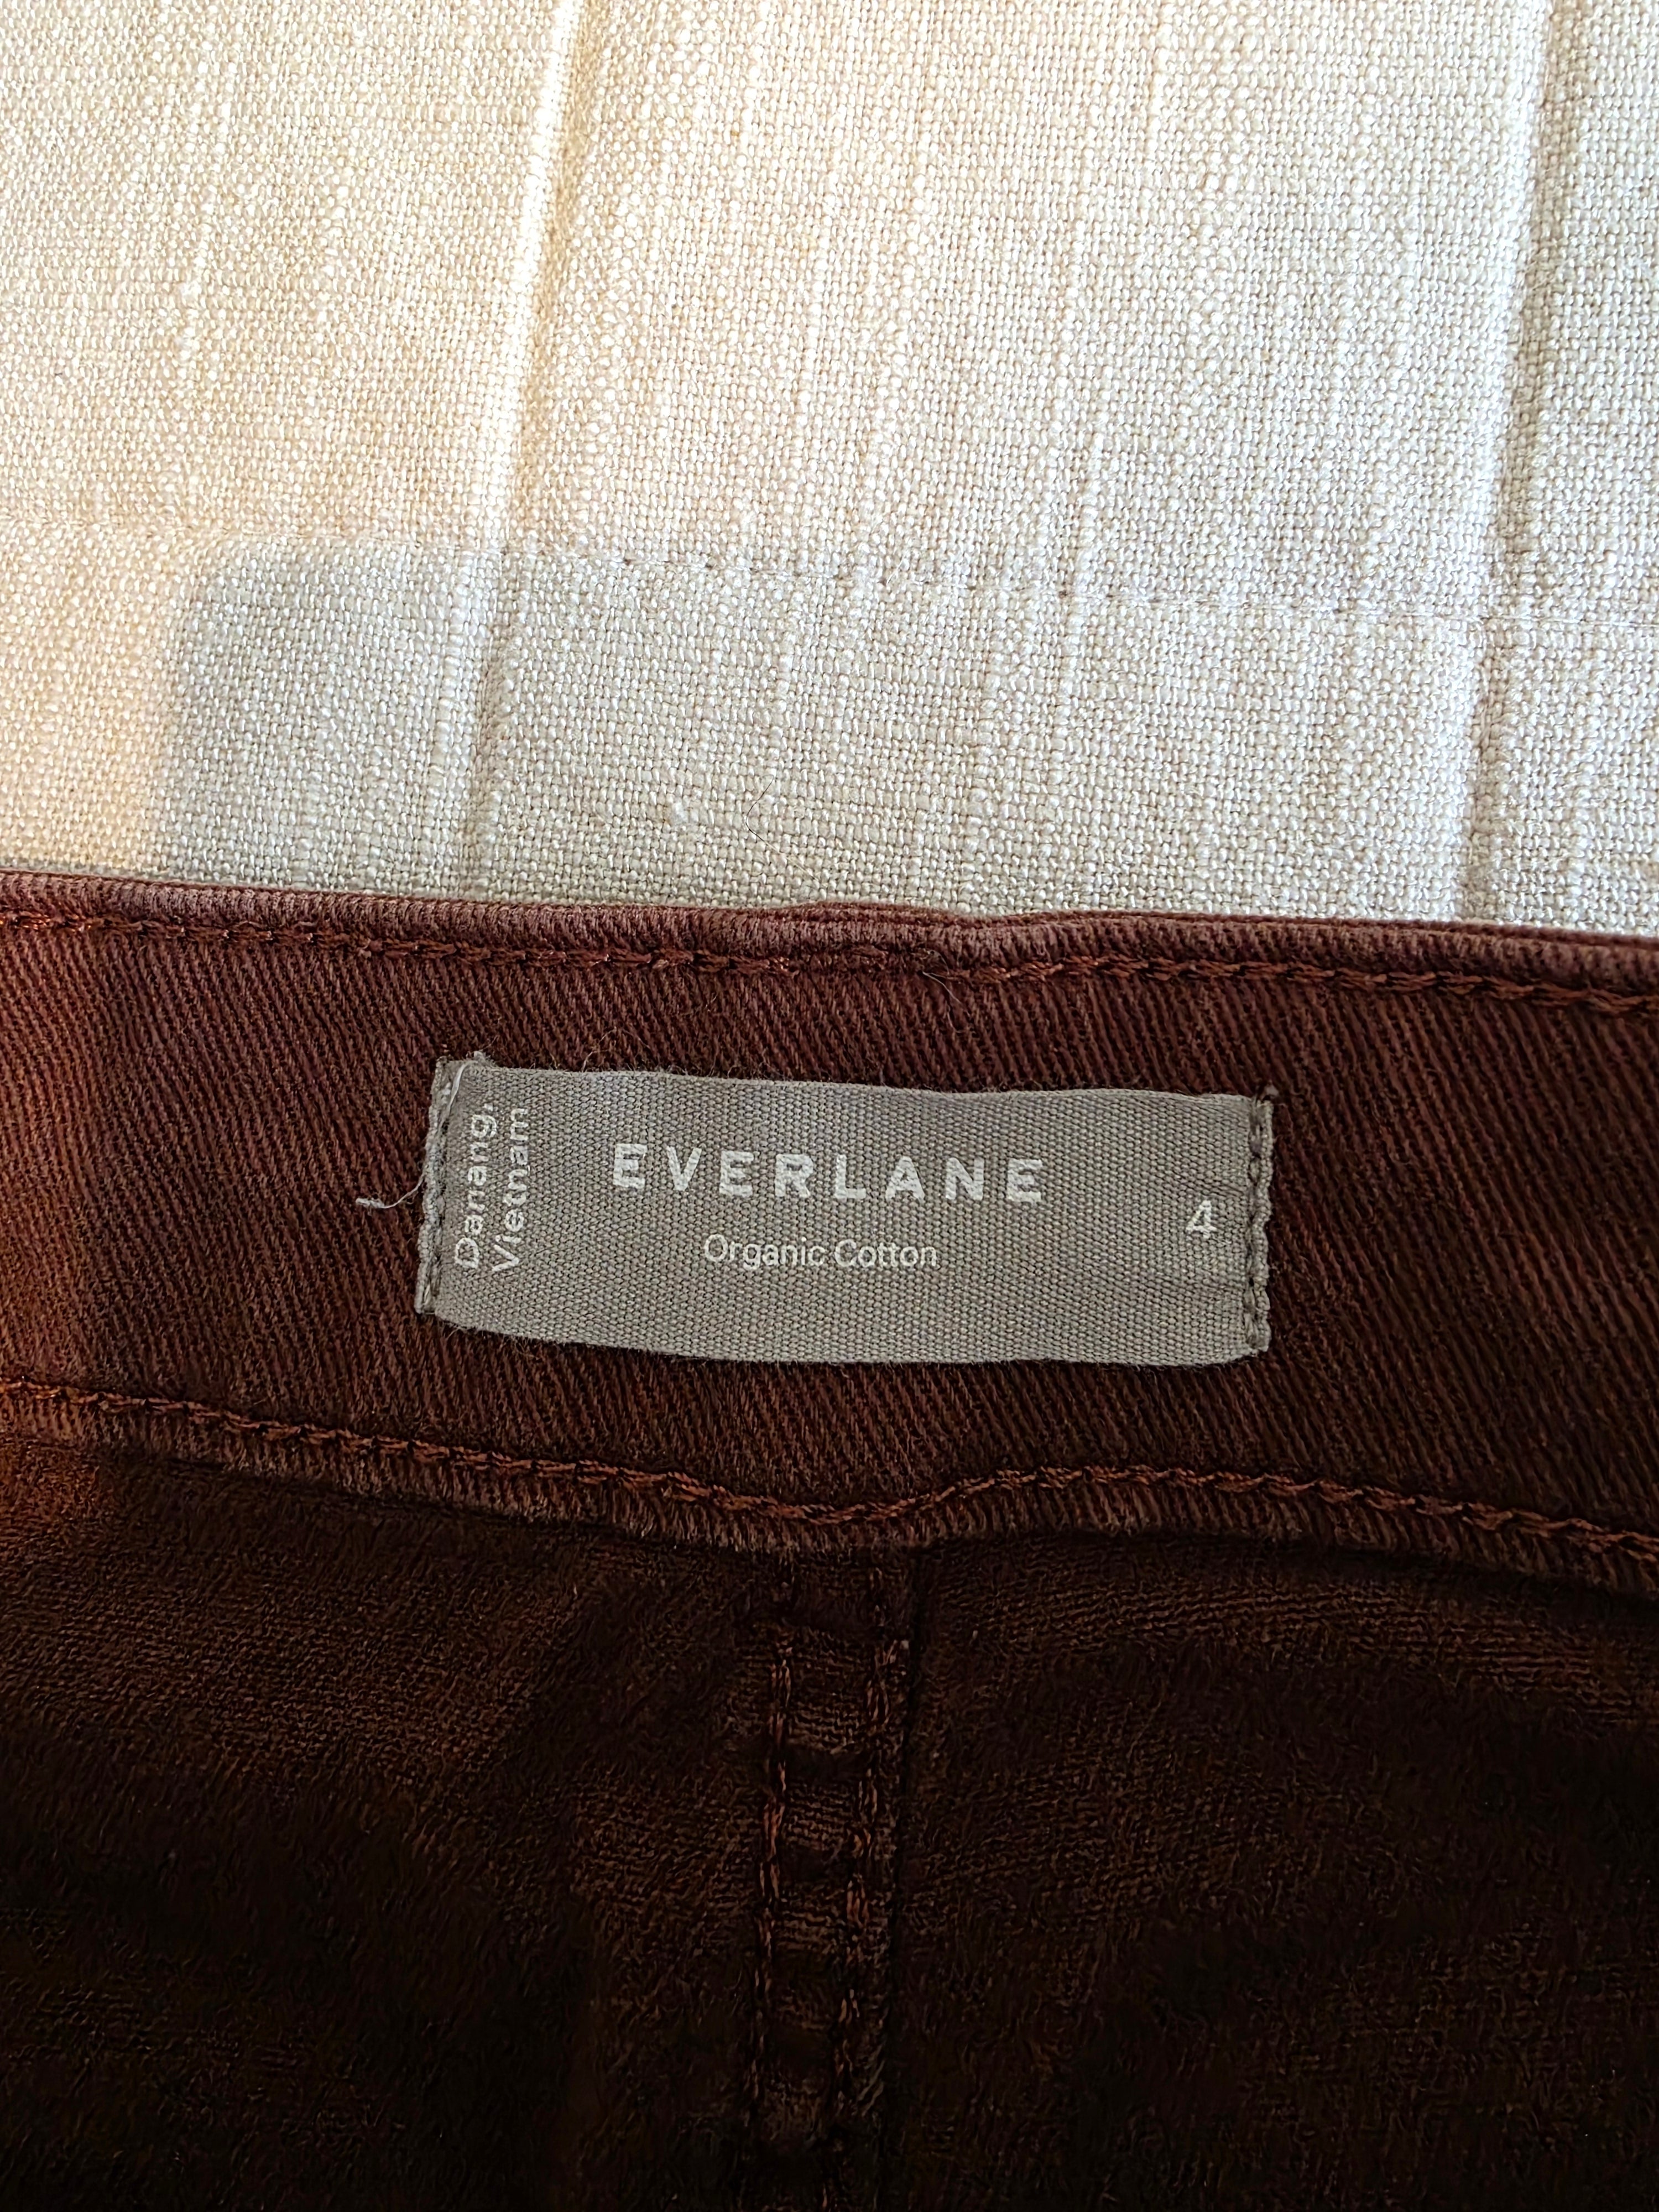 Danang,
Vietnam
EVERLANE
Organic Cotton
4